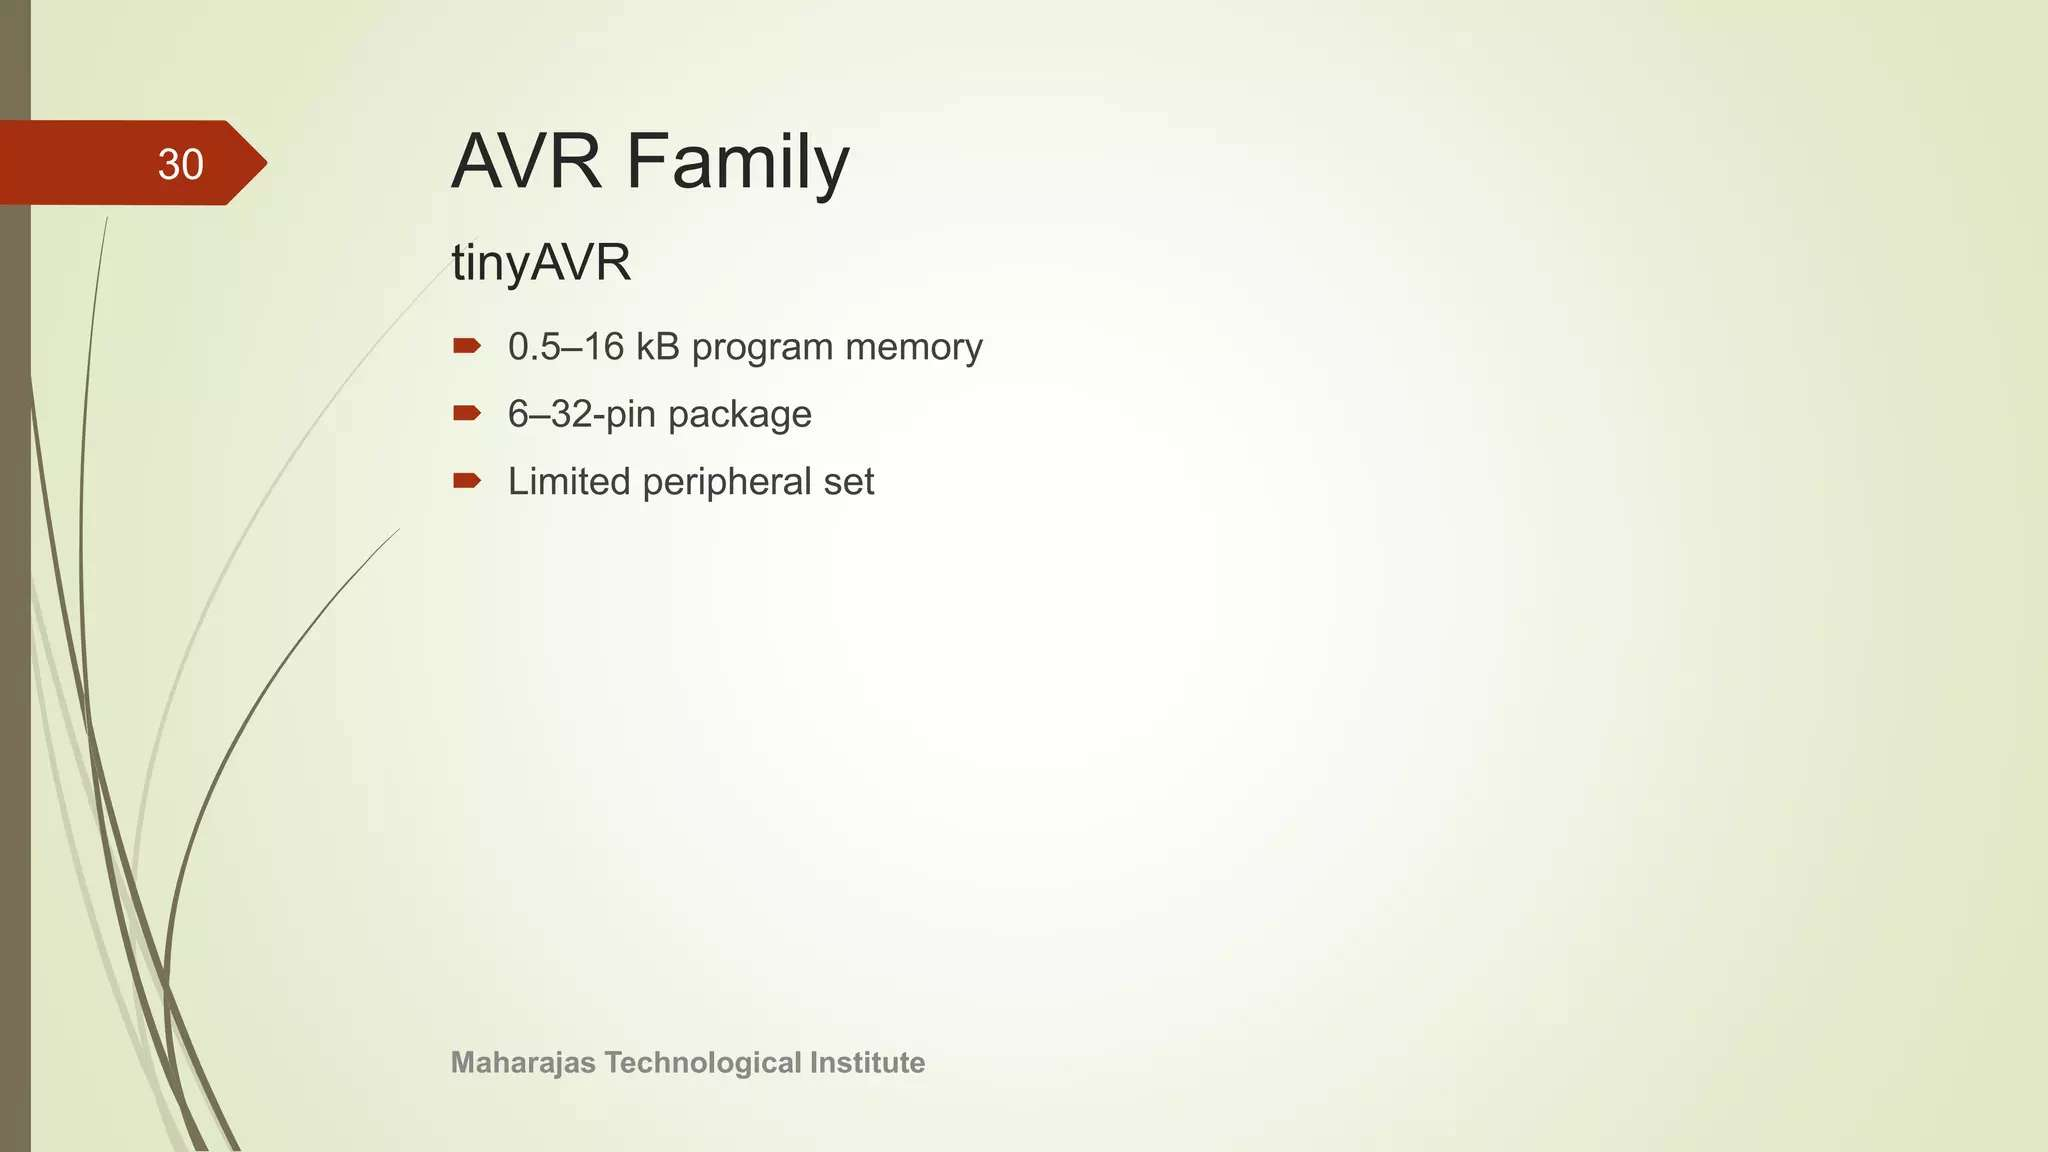 30
AVR Family
tinyAVR
0.5–16 kB program memory
6–32-pin package
Limited peripheral set
Maharajas Technological Institute